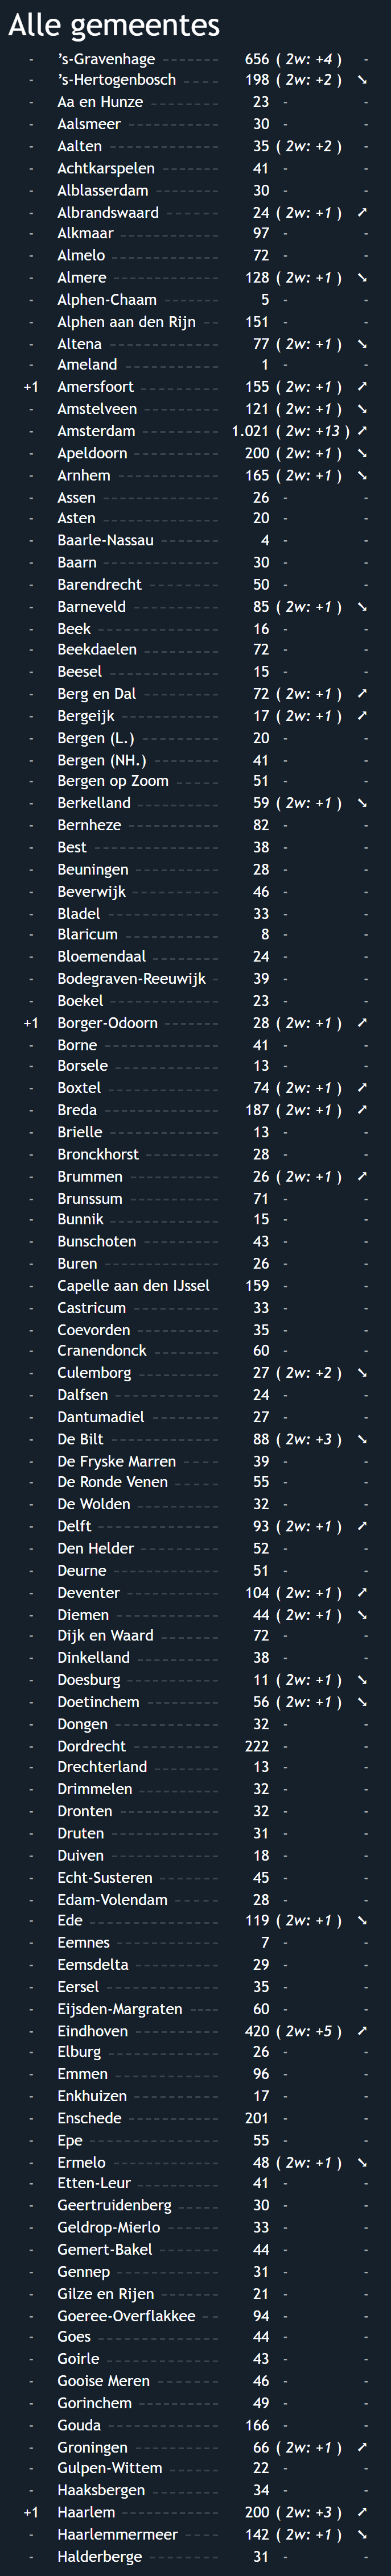 Alle gemeentes
- ’s-Gravenhage 656 ( 2w: +4 ) -
- ’s-Hertogenbosch 198 ( 2w: +2 ) ➘
- Aa en Hunze 23 - -
- Aalsmeer 30 - -
- Aalten 35 ( 2w: +2 ) -
- Achtkarspelen 41 - -
- Alblasserdam 30 - -
- Albrandswaard 24 ( 2w: +1 ) ➚
- Alkmaar 97 - -
- Almelo 72 - -
- Almere 128 ( 2w: +1 ) ➘
- Alphen-Chaam 5 - -
- Alphen aan den Rijn 151 - -
- Altena 77 ( 2w: +1 ) ➘
- Ameland 1 - -
+1 Amersfoort 155 ( 2w: +1 ) ➚
- Amstelveen 121 ( 2w: +1 ) ➘
- Amsterdam 1.021 ( 2w: +13 ) ➚
- Apeldoorn 200 ( 2w: +1 ) ➘
- Arnhem 165 ( 2w: +1 ) ➘
- Assen 26 - -
- Asten 20 - -
- Baarle-Nassau 4 - -
- Baarn 30 - -
- Barendrecht 50 - -
- Barneveld 85 ( 2w: +1 ) ➘
- Beek 16 - -
- Beekdaelen 72 - -
- Beesel 15 - -
- Berg en Dal 72 ( 2w: +1 ) ➚
- Bergeijk 17 ( 2w: +1 ) ➚
- Bergen (L.) 20 - -
- Bergen (NH.) 41 - -
- Bergen op Zoom 51 - -
- Berkelland 59 ( 2w: +1 ) ➘
- Bernheze 82 - -
- Best 38 - -
- Beuningen 28 - -
- Beverwijk 46 - -
- Bladel 33 - -
- Blaricum 8 - -
- Bloemendaal 24 - -
- Bodegraven-Reeuwijk 39 - -
- Boekel 23 - -
+1 Borger-Odoorn 28 ( 2w: +1 ) ➚
- Borne 41 - -
- Borsele 13 - -
- Boxtel 74 ( 2w: +1 ) ➚
- Breda 187 ( 2w: +1 ) ➚
- Brielle 13 - -
- Bronckhorst 28 - -
- Brummen 26 ( 2w: +1 ) ➚
- Brunssum 71 - -
- Bunnik 15 - -
- Bunschoten 43 - -
- Buren 26 - -
- Capelle aan den IJssel 159 - -
- Castricum 33 - -
- Coevorden 35 - -
- Cranendonck 60 - -
- Culemborg 27 ( 2w: +2 ) ➘
- Dalfsen 24 - -
- Dantumadiel 27 - -
- De Bilt 88 ( 2w: +3 ) ➘
- De Fryske Marren 39 - -
- De Ronde Venen 55 - -
- De Wolden 32 - -
- Delft 93 ( 2w: +1 ) ➚
- Den Helder 52 - -
- Deurne 51 - -
- Deventer 104 ( 2w: +1 ) ➚
- Diemen 44 ( 2w: +1 ) ➘
- Dijk en Waard 72 - -
- Dinkelland 38 - -
- Doesburg 11 ( 2w: +1 ) ➘
- Doetinchem 56 ( 2w: +1 ) ➘
- Dongen 32 - -
- Dordrecht 222 - -
- Drechterland 13 - -
- Drimmelen 32 - -
- Dronten 32 - -
- Druten 31 - -
- Duiven 18 - -
- Echt-Susteren 45 - -
- Edam-Volendam 28 - -
- Ede 119 ( 2w: +1 ) ➘
- Eemnes 7 - -
- Eemsdelta 29 - -
- Eersel 35 - -
- Eijsden-Margraten 60 - -
- Eindhoven 420 ( 2w: +5 ) ➚
- Elburg 26 - -
- Emmen 96 - -
- Enkhuizen 17 - -
- Enschede 201 - -
- Epe 55 - -
- Ermelo 48 ( 2w: +1 ) ➘
- Etten-Leur 41 - -
- Geertruidenberg 30 - -
- Geldrop-Mierlo 33 - -
- Gemert-Bakel 44 - -
- Gennep 31 - -
- Gilze en Rijen 21 - -
- Goeree-Overflakkee 94 - -
- Goes 44 - -
- Goirle 43 - -
- Gooise Meren 46 - -
- Gorinchem 49 - -
- Gouda 166 - -
- Groningen 66 ( 2w: +1 ) ➚
- Gulpen-Wittem 22 - -
- Haaksbergen 34 - -
+1 Haarlem 200 ( 2w: +3 ) ➚
- Haarlemmermeer 142 ( 2w: +1 ) ➘
- Halderberge 31 - -